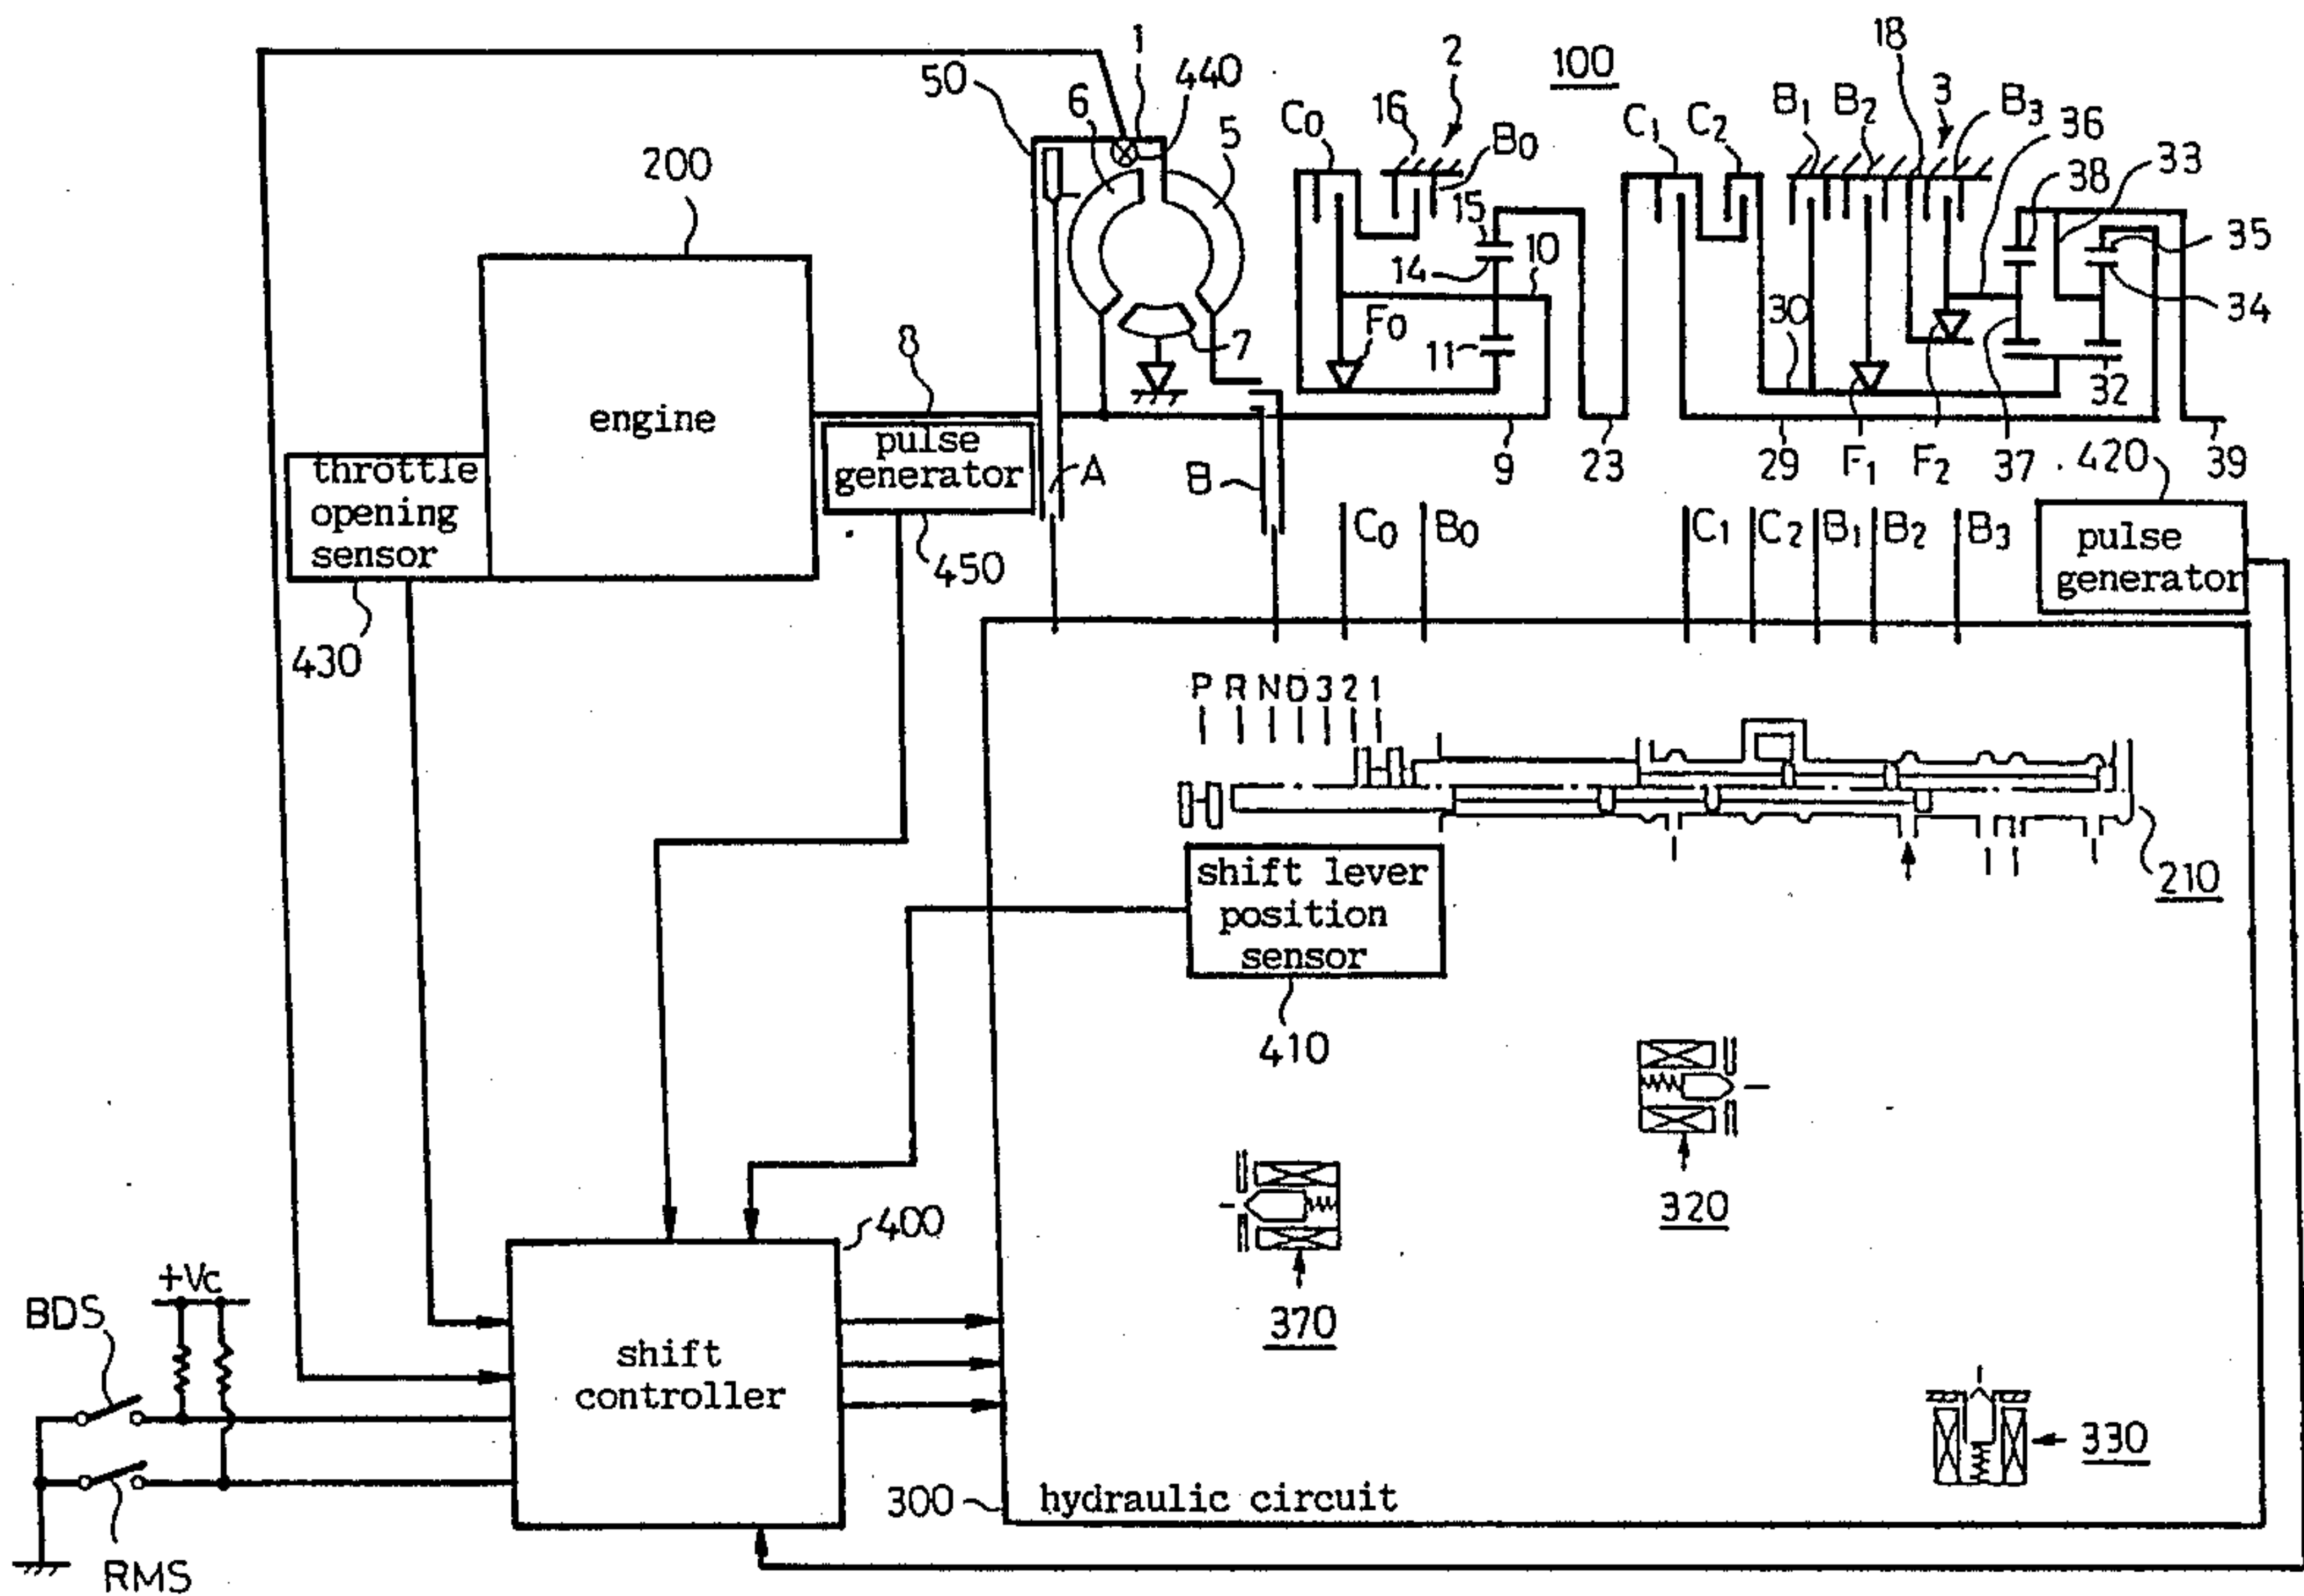 1
2
100
18
50
6
440
5
C0
16
B0
C1
C2
B1
B2
3
B3
36
33
38
200
15
10
14
35
34
F0
30
11
7
8
32
engine
pulse
generator
A
B
9
23
29
F1
F2
37
420
39
throttle
opening
sensor
450
C0
B0
C1
C2
B1
B2
B3
pulse
generator
430
P R N D 3 2 1
shift lever
position
sensor
210
410
320
400
370
+Vc
BDS
shift
controller
330
300
hydraulic circuit
RMS